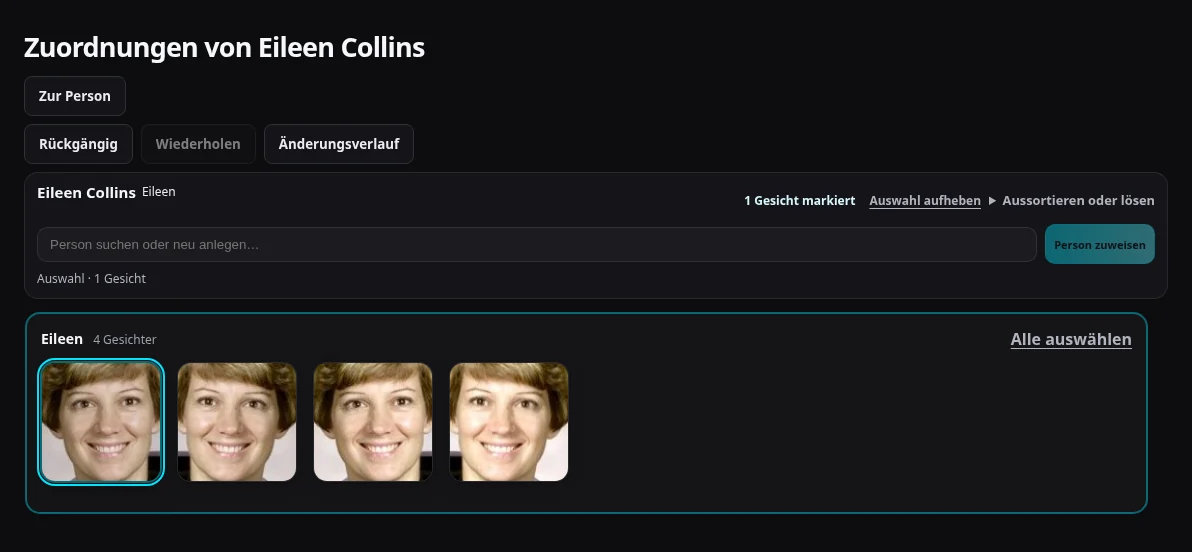 Zuordnungen von Eileen Collins
Zur Person
Rückgängig Wiederholen Änderungsverlauf
Eileen Collins Eileen
1 Gesicht markiert Auswahl aufheben ▶ Aussortieren oder lösen
Person suchen oder neu anlegen… Person zuweisen
Auswahl · 1 Gesicht
Eileen 4 Gesichter Alle auswählen